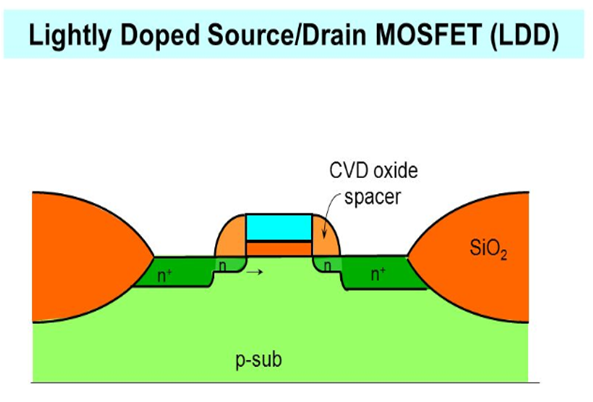 Lightly Doped Source/Drain MOSFET (LDD)
CVD oxide
spacer
SiO₂
n⁺
n
n
n⁺
p-sub